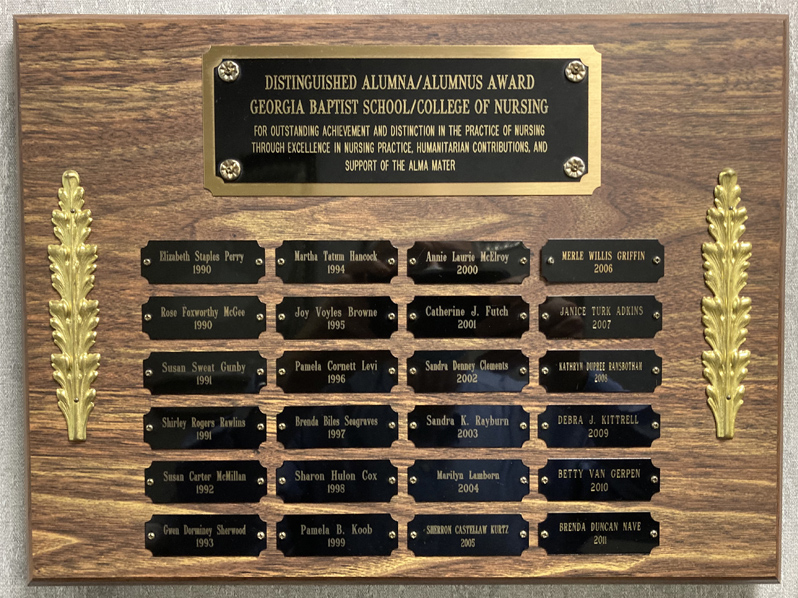 DISTINGUISHED ALUMNA/ALUMNUS AWARD
GEORGIA BAPTIST SCHOOL/COLLEGE OF NURSING
FOR OUTSTANDING ACHIEVEMENT AND DISTINCTION IN THE PRACTICE OF NURSING
THROUGH EXCELLENCE IN NURSING PRACTICE, HUMANITARIAN CONTRIBUTIONS, AND
SUPPORT OF THE ALMA MATER
Elizabeth Staples Perry
1990
Rose Foxworthy McGee
1990
Susan Sweat Gunby
1991
Shirley Rogers Rawlins
1991
Susan Carter McMillan
1992
Gwen Dorminey Sherwood
1993
Martha Tatum Hancock
1994
Joy Voyles Browne
1995
Pamela Cornett Levi
1996
Brenda Biles Seagraves
1997
Sharon Hulon Cox
1998
Pamela B. Koob
1999
Annie Laurie McElroy
2000
Catherine J. Futch
2001
Sandra Denney Clements
2002
Sandra K. Rayburn
2003
Marilyn Lamborn
2004
SHERRON CASTELLAW KURTZ
2005
MERLE WILLIS GRIFFIN
2006
JANICE TURK ADKINS
2007
KATHRYN DUPREE RANSBOTHAM
2008
DEBRA J. KITTRELL
2009
BETTY VAN GERPEN
2010
BRENDA DUNCAN NAVE
2011